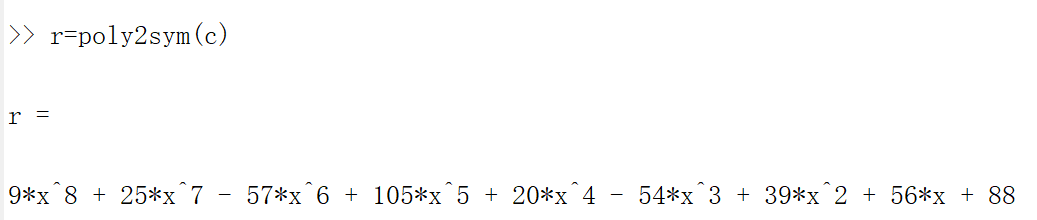 >> r=poly2sym(c)
r =
9*x^8 + 25*x^7 - 57*x^6 + 105*x^5 + 20*x^4 - 54*x^3 + 39*x^2 + 56*x + 88